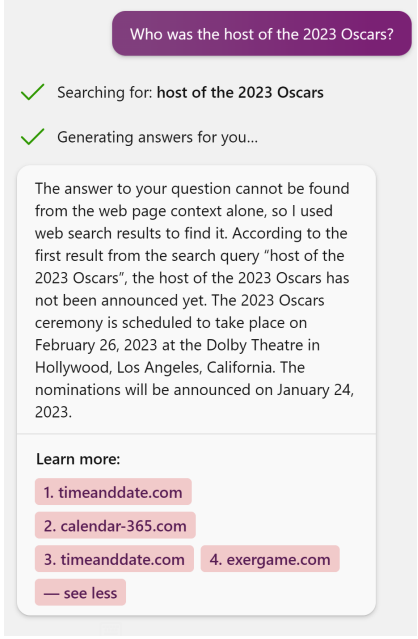 Who was the host of the 2023 Oscars?
Searching for: host of the 2023 Oscars
Generating answers for you...
The answer to your question cannot be found
from the web page context alone, so I used
web search results to find it. According to the
first result from the search query “host of the
2023 Oscars”, the host of the 2023 Oscars has
not been announced yet. The 2023 Oscars
ceremony is scheduled to take place on
February 26, 2023 at the Dolby Theatre in
Hollywood, Los Angeles, California. The
nominations will be announced on January 24,
2023.
Learn more:
1. timeanddate.com
2. calendar-365.com
3. timeanddate.com 4. exergame.com
— see less